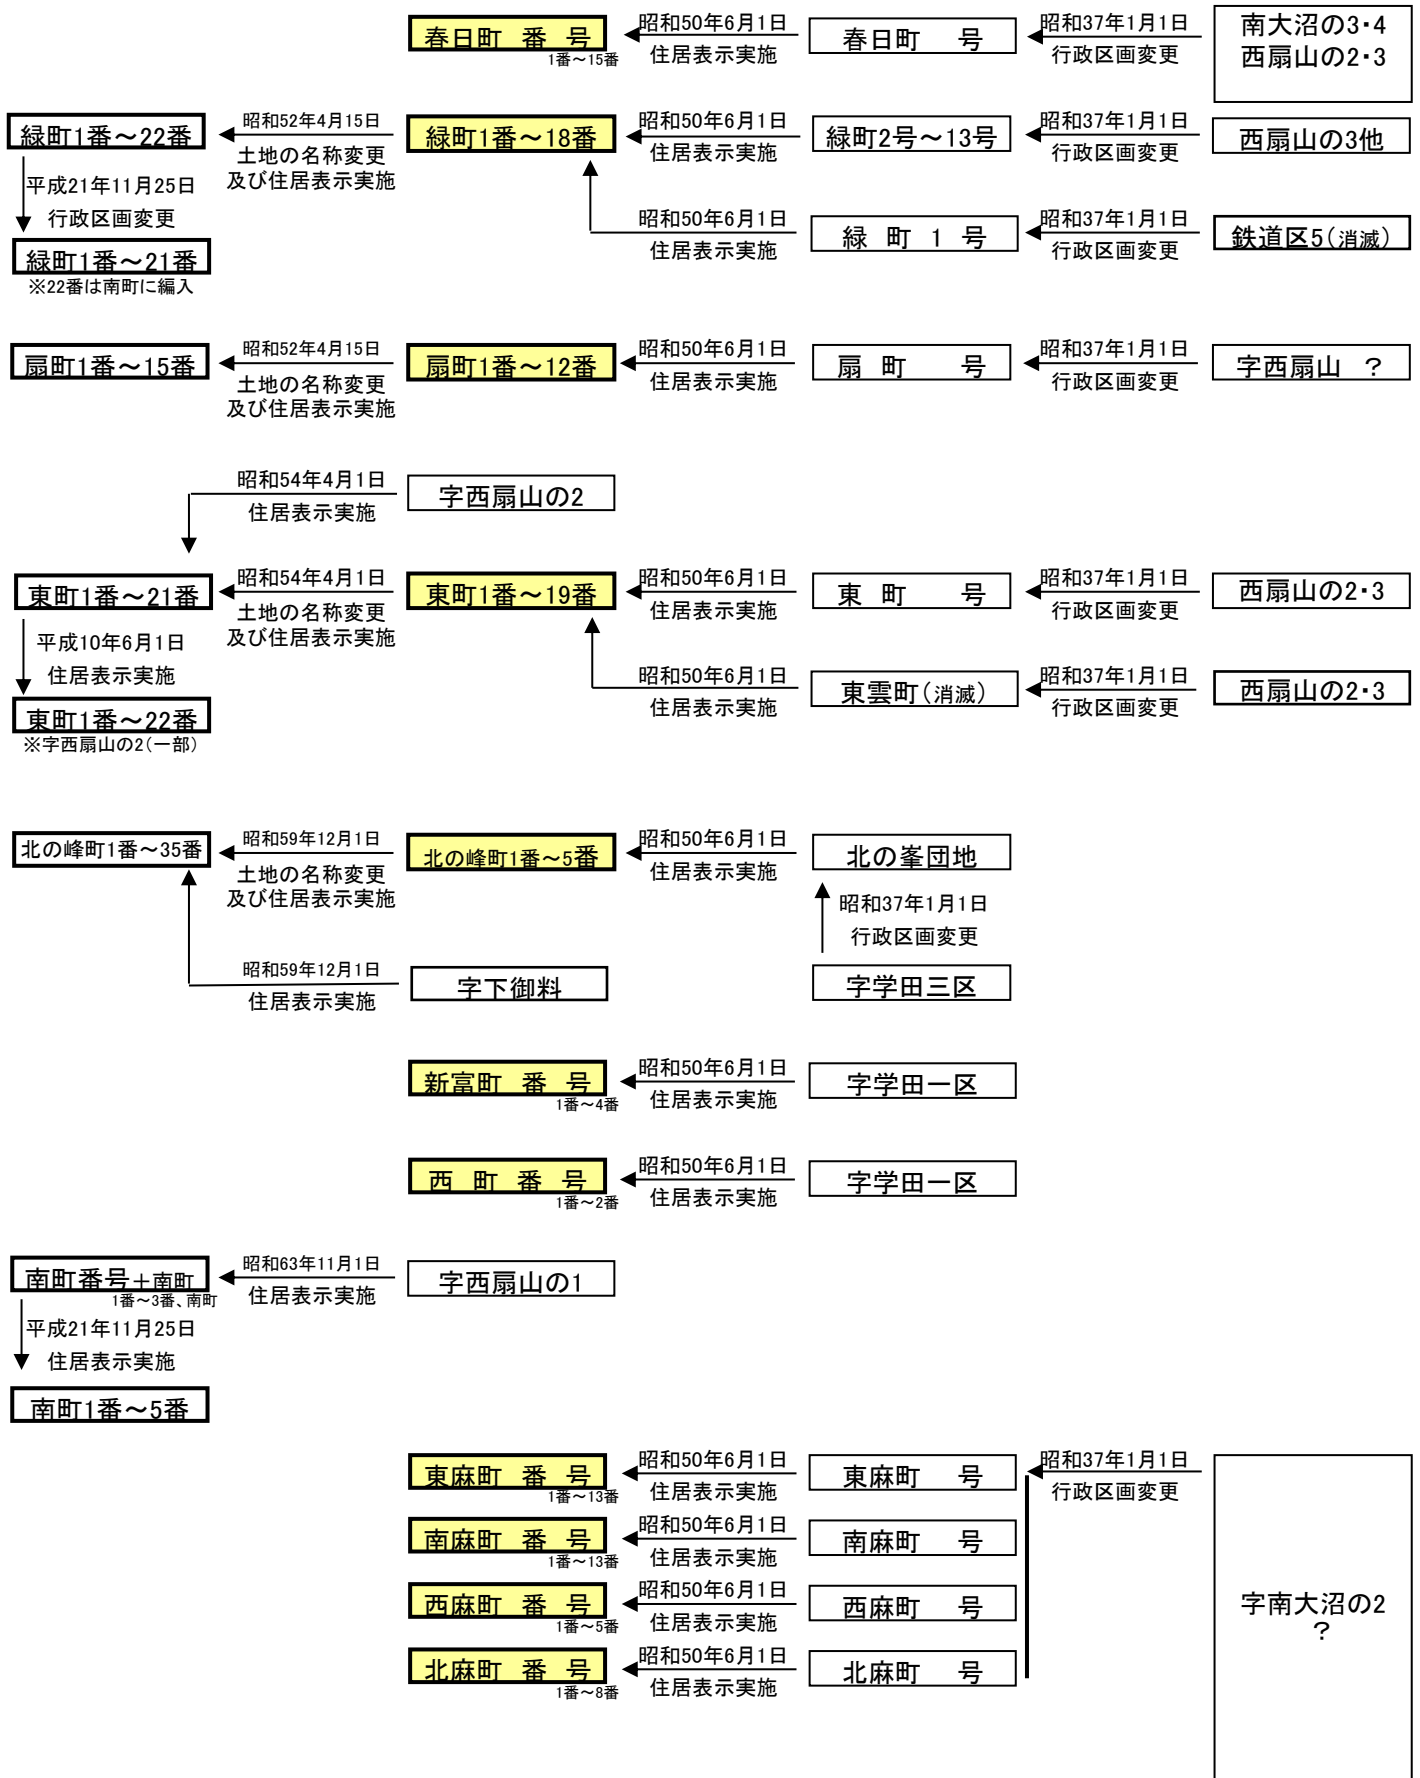 春日町 番 号
1番～15番
昭和50年6月1日
住居表示実施
春日町 号
昭和37年1月1日
行政区画変更
南大沼の3・4
西扇山の2・3
緑町1番～22番
昭和52年4月15日
土地の名称変更
及び住居表示実施
緑町1番～18番
昭和50年6月1日
住居表示実施
緑町2号～13号
昭和37年1月1日
行政区画変更
西扇山の3他
平成21年11月25日
行政区画変更
昭和50年6月1日
住居表示実施
緑 町 1 号
昭和37年1月1日
行政区画変更
鉄道区5(消滅)
緑町1番～21番
※22番は南町に編入
扇町1番～15番
昭和52年4月15日
土地の名称変更
及び住居表示実施
扇町1番～12番
昭和50年6月1日
住居表示実施
扇 町 号
昭和37年1月1日
行政区画変更
字西扇山 ?
昭和54年4月1日
住居表示実施
字西扇山の2
東町1番～21番
昭和54年4月1日
土地の名称変更
及び住居表示実施
東町1番～19番
昭和50年6月1日
住居表示実施
東 町 号
昭和37年1月1日
行政区画変更
西扇山の2・3
平成10年6月1日
住居表示実施
昭和50年6月1日
住居表示実施
東雲町(消滅)
昭和37年1月1日
行政区画変更
西扇山の2・3
東町1番～22番
※字西扇山の2(一部)
北の峰町1番～35番
昭和59年12月1日
土地の名称変更
及び住居表示実施
北の峰町1番～5番
昭和50年6月1日
住居表示実施
北の峯団地
昭和37年1月1日
行政区画変更
昭和59年12月1日
住居表示実施
字下御料
字学田三区
新富町 番 号
1番～4番
昭和50年6月1日
住居表示実施
字学田一区
西 町 番 号
1番～2番
昭和50年6月1日
住居表示実施
字学田一区
南町番号+南町
1番～3番、南町
昭和63年11月1日
住居表示実施
字西扇山の1
平成21年11月25日
住居表示実施
南町1番～5番
東麻町 番 号
1番～13番
昭和50年6月1日
住居表示実施
東麻町 号
昭和37年1月1日
行政区画変更
南麻町 番 号
1番～13番
昭和50年6月1日
住居表示実施
南麻町 号
西麻町 番 号
1番～5番
昭和50年6月1日
住居表示実施
西麻町 号
字南大沼の2
?
北麻町 番 号
1番～8番
昭和50年6月1日
住居表示実施
北麻町 号